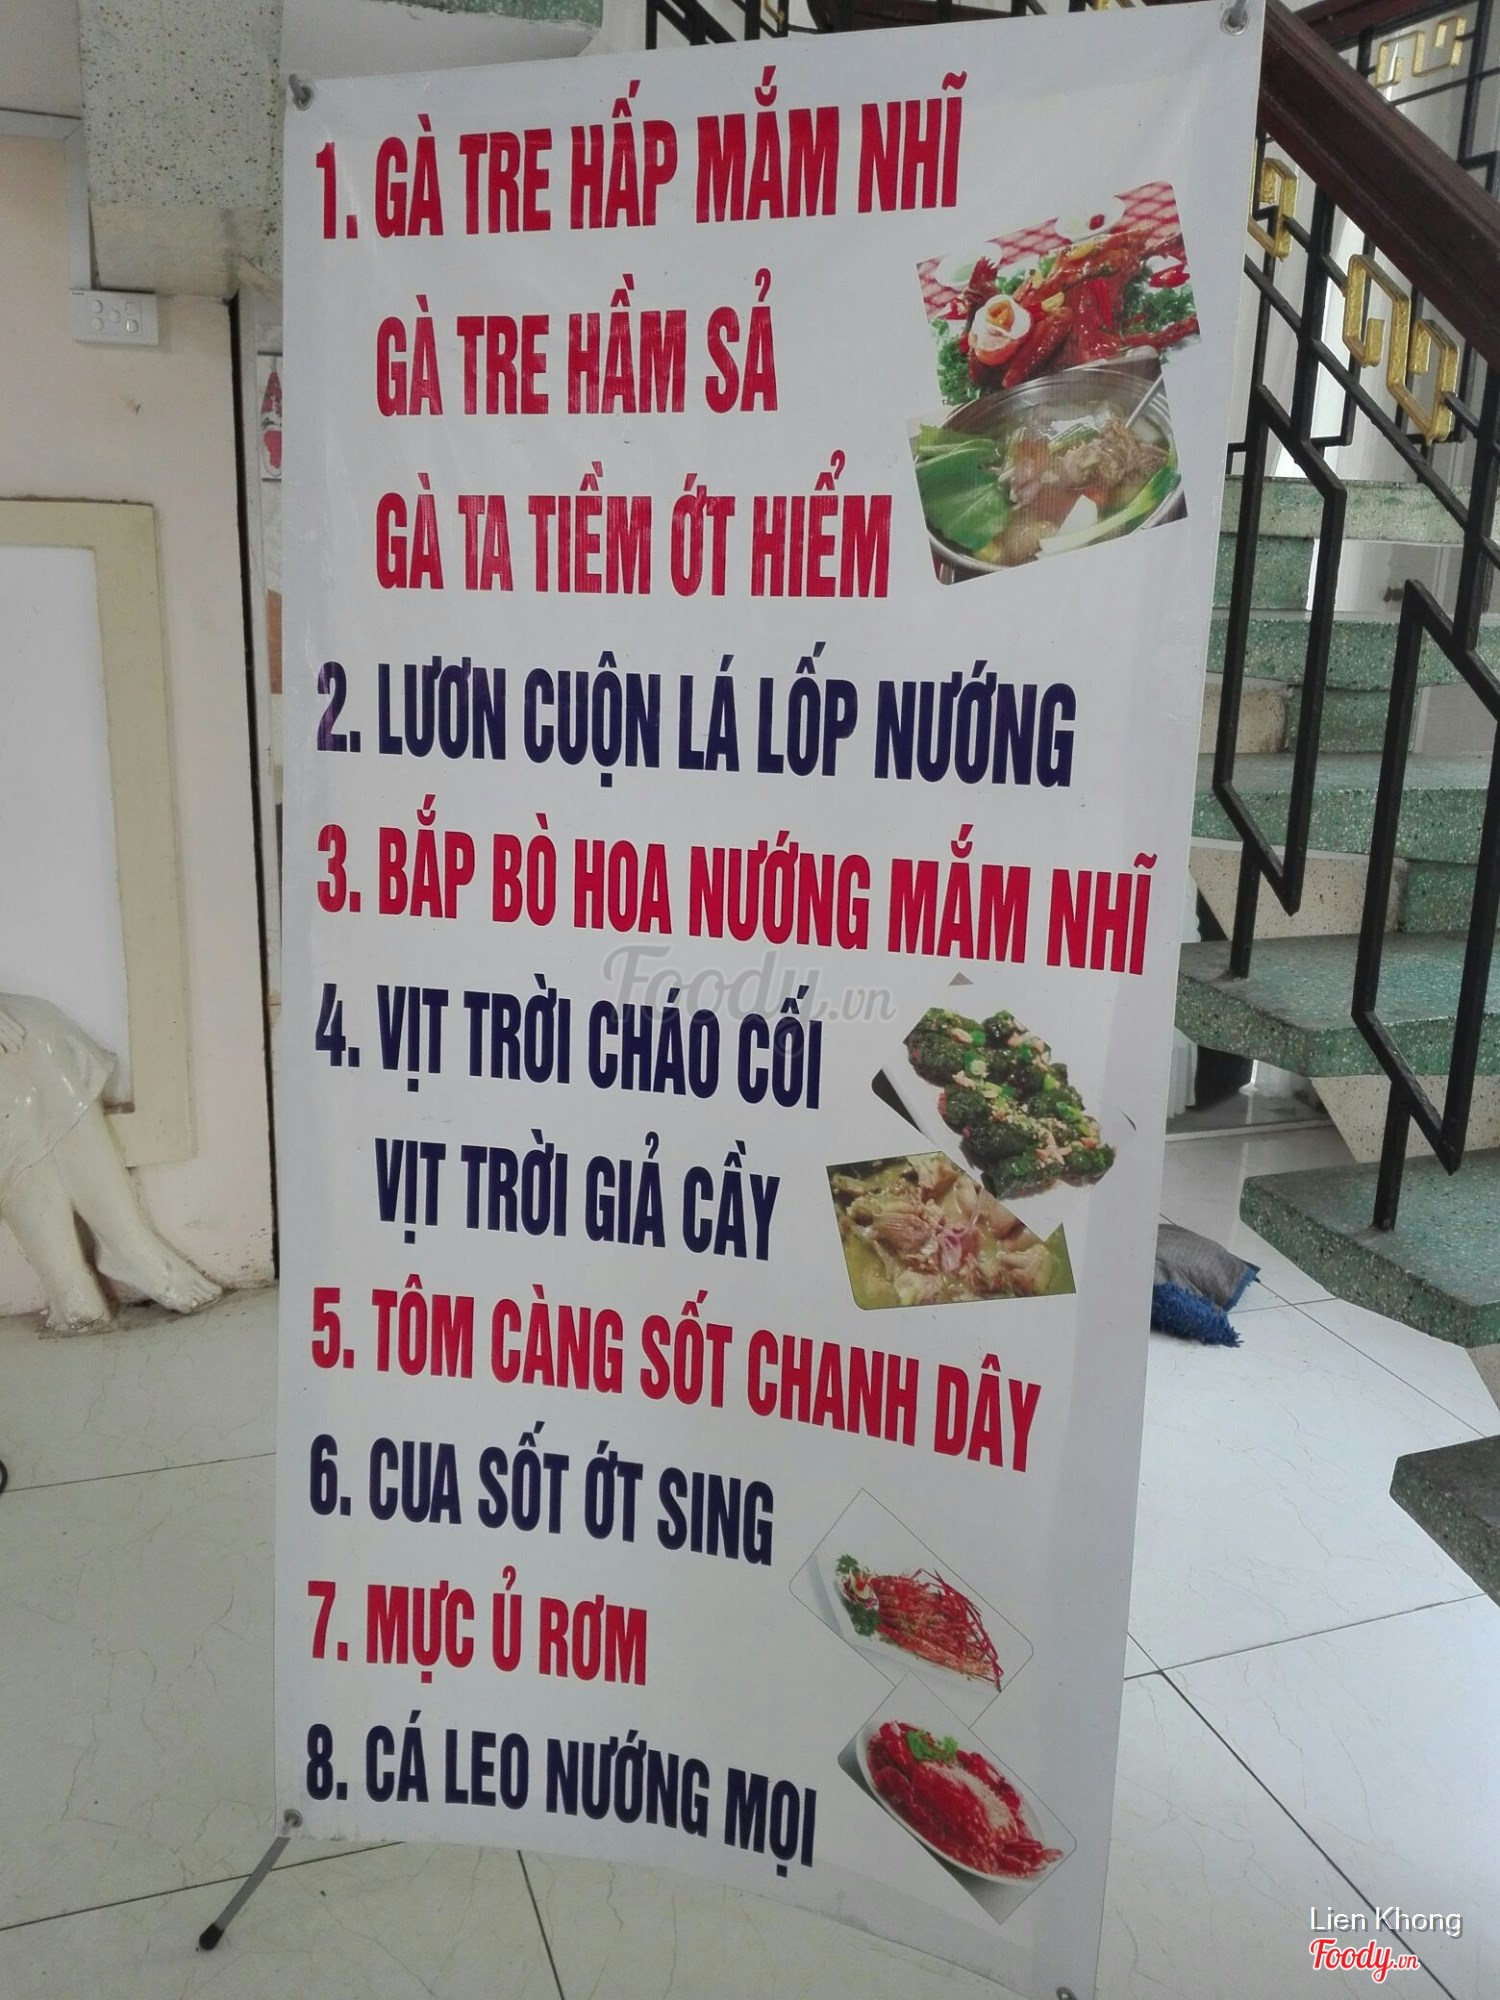 1. GÀ TRE HẤP MẮM NHĨ
GÀ TRE HẦM SẢ
GÀ TA TIỀM ỚT HIỂM
2. LƯƠN CUỘN LÁ LỐP NƯỚNG
3. BẮP BÒ HOA NƯỚNG MẮM NHĨ
Foody.vn
4. VỊT TRỜI CHÁO CỐI
VỊT TRỜI GIẢ CẦY
5. TÔM CÀNG SỐT CHANH DÂY
6. CUA SỐT ỚT SING
7. MỰC Ủ RƠM
8. CÁ LEO NƯỚNG MỌI
Lien Khong
Foody.vn